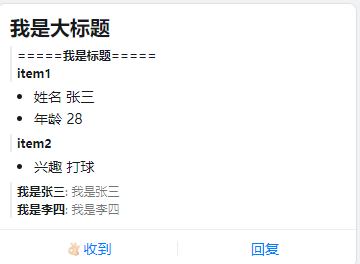 我是大标题
=====我是标题=====
item1
• 姓名 张三
• 年龄 28
item2
• 兴趣 打球
我是张三: 我是张三
我是李四: 我是李四
👌🏻收到
回复